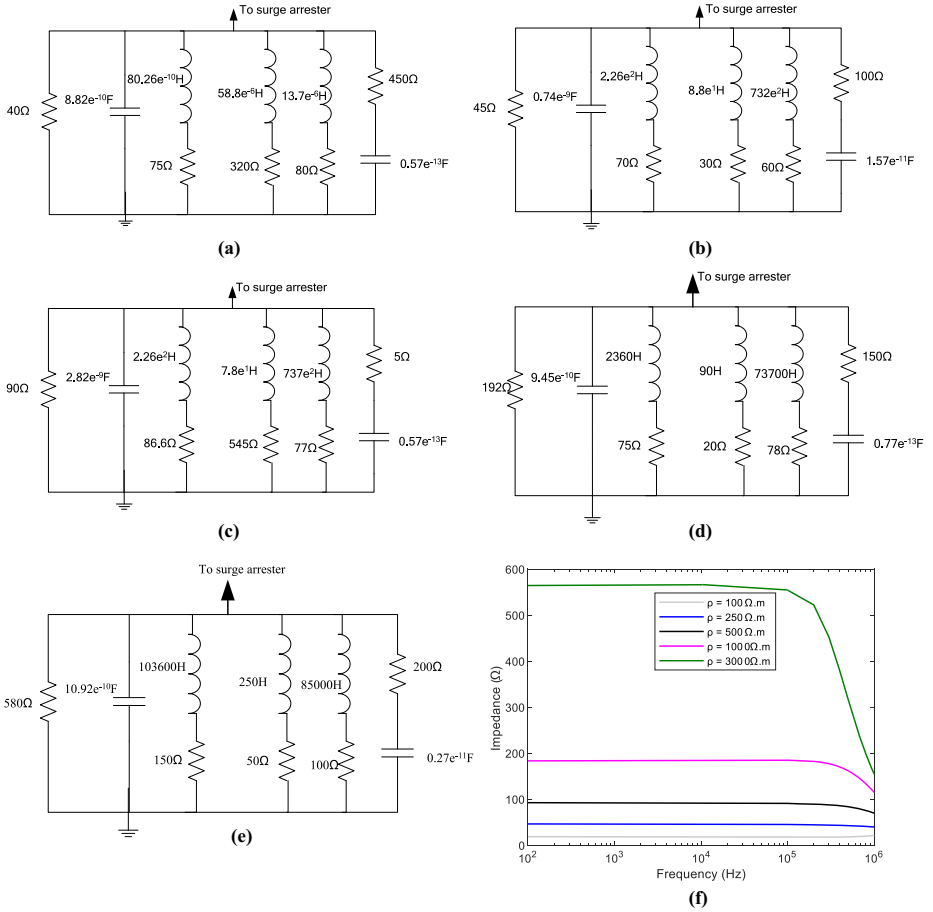 To surge arrester
40Ω
8.82e⁻¹⁰F
80.26e⁻¹⁰H
75Ω
58.8e⁻⁶H
320Ω
13.7e⁻⁶H
80Ω
450Ω
0.57e⁻¹³F
(a)
To surge arrester
45Ω
0.74e⁻⁹F
2.26e²H
70Ω
8.8e¹H
30Ω
732e²H
60Ω
100Ω
1.57e⁻¹¹F
(b)
To surge arrester
90Ω
2.82e⁻⁹F
2.26e²H
86.6Ω
7.8e¹H
545Ω
737e²H
77Ω
5Ω
0.57e⁻¹³F
(c)
To surge arrester
192Ω
9.45e⁻¹⁰F
2360H
75Ω
90H
20Ω
73700H
78Ω
150Ω
0.77e⁻¹³F
(d)
To surge arrester
580Ω
10.92e⁻¹⁰F
103600H
150Ω
250H
50Ω
85000H
100Ω
200Ω
0.27e⁻¹¹F
(e)
600
500
400
300
200
100
0
Impedance (Ω)
ρ = 100 Ω.m
ρ = 250 Ω.m
ρ = 500 Ω.m
ρ = 1000Ω.m
ρ = 3000Ω.m
10² 10³ 10⁴ 10⁵ 10⁶
Frequency (Hz)
(f)